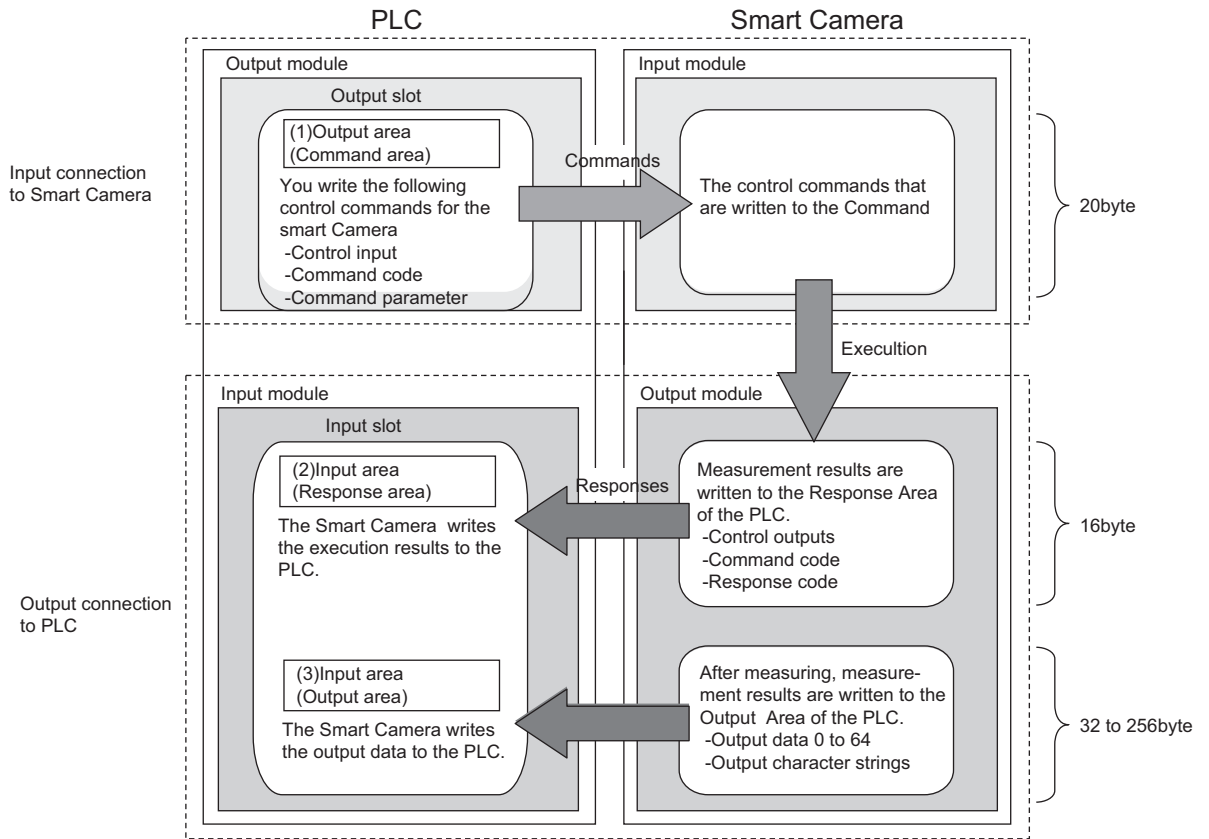 PLC
Smart Camera
Output module
Input module
Output slot
(1)Output area
(Command area)
You write the following
control commands for the
smart Camera
-Control input
-Command code
-Command parameter
Commands
The control commands that
are written to the Command
Input connection
to Smart Camera
20byte
Execultion
Input module
Output module
Input slot
(2)Input area
(Response area)
The Smart Camera writes
the execution results to the
PLC.
Responses
Measurement results are
written to the Response Area
of the PLC.
-Control outputs
-Command code
-Response code
16byte
Output connection
to PLC
(3)Input area
(Output area)
The Smart Camera writes
the output data to the PLC.
After measuring, measure-
ment results are written to the
Output Area of the PLC.
-Output data 0 to 64
-Output character strings
32 to 256byte